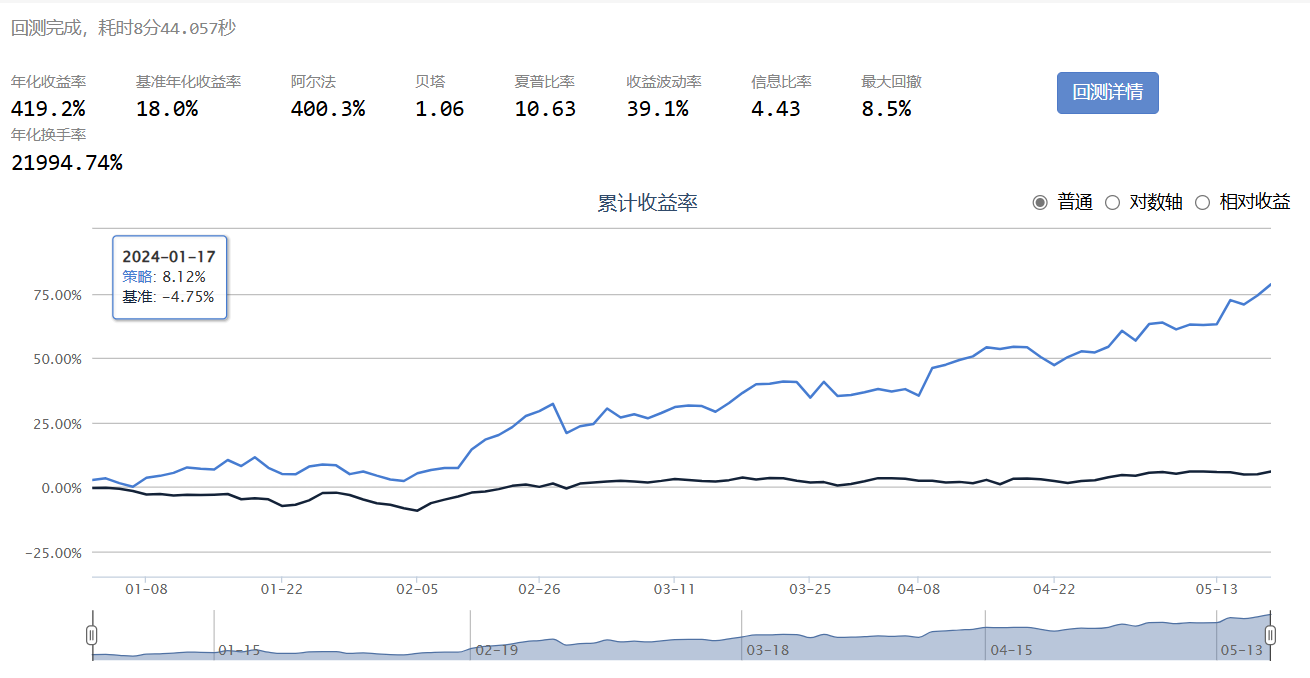 回测完成，耗时8分44.057秒
年化收益率 基准年化收益率 阿尔法 贝塔 夏普比率 收益波动率 信息比率 最大回撤
419.2% 18.0% 400.3% 1.06 10.63 39.1% 4.43 8.5%
回测详情
年化换手率
21994.74%
累计收益率
普通 对数轴 相对收益
2024-01-17
策略: 8.12%
基准: -4.75%
75.00%
50.00%
25.00%
0.00%
-25.00%
01-08 01-22 02-05 02-26 03-11 03-25 04-08 04-22 05-13
01-15 02-19 03-18 04-15 05-13